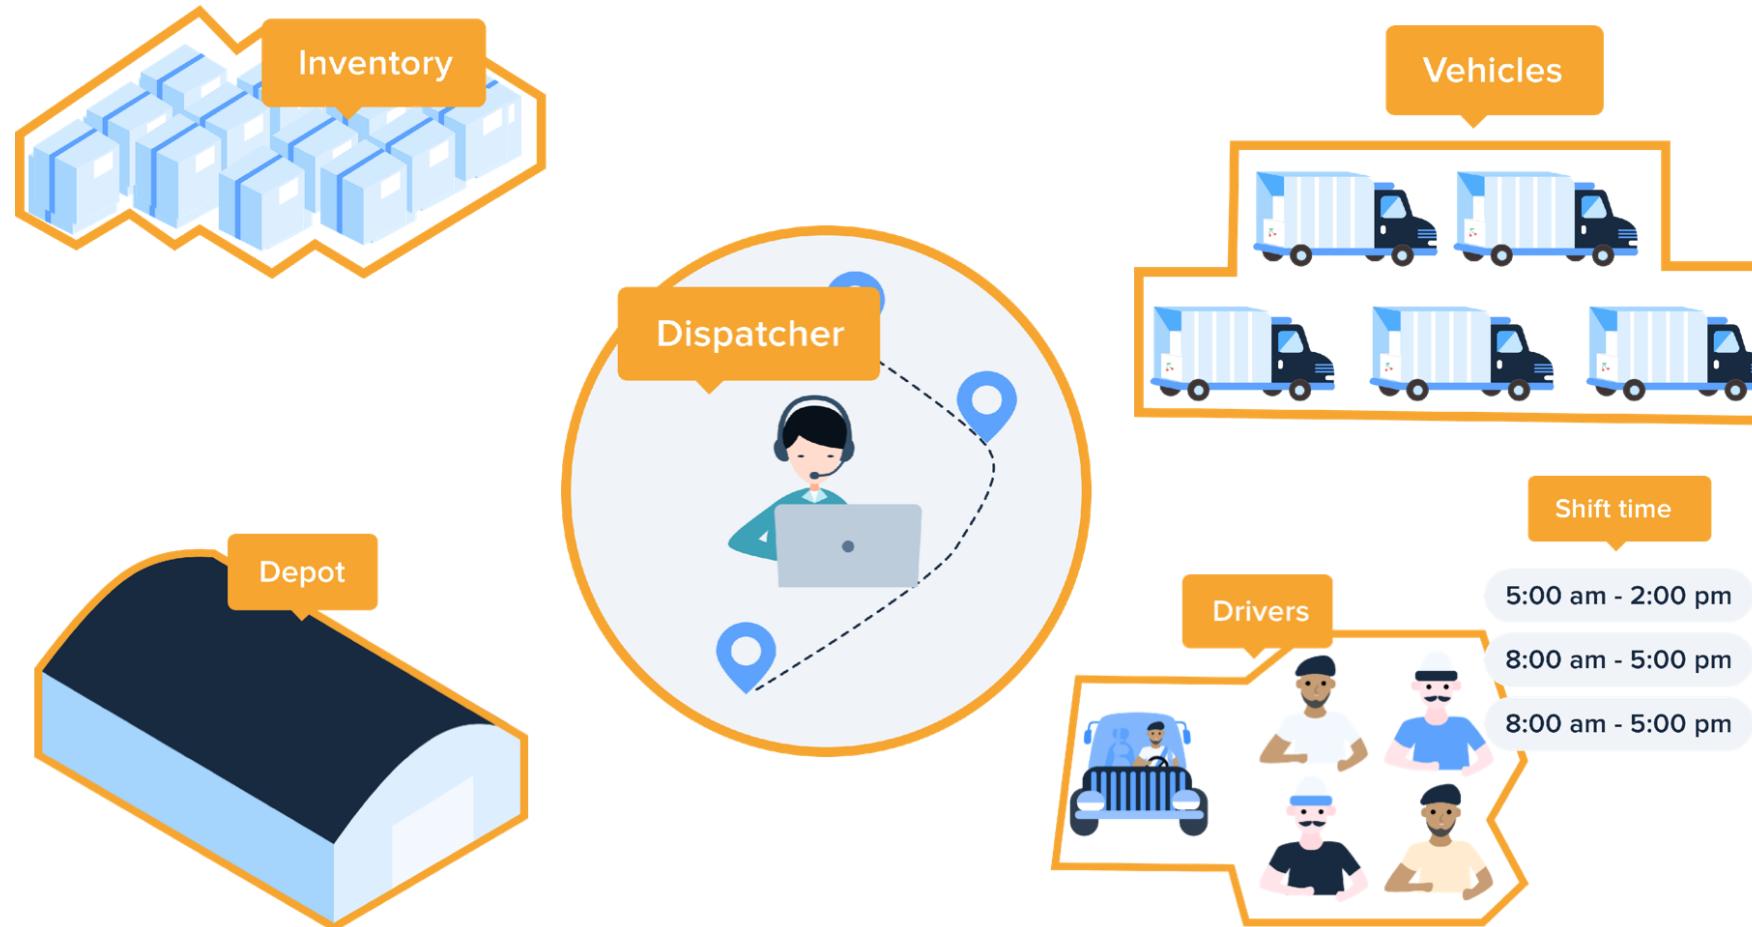 Inventory
Vehicles
Dispatcher
Shift time
5:00 am - 2:00 pm
8:00 am - 5:00 pm
8:00 am - 5:00 pm
Depot
Drivers